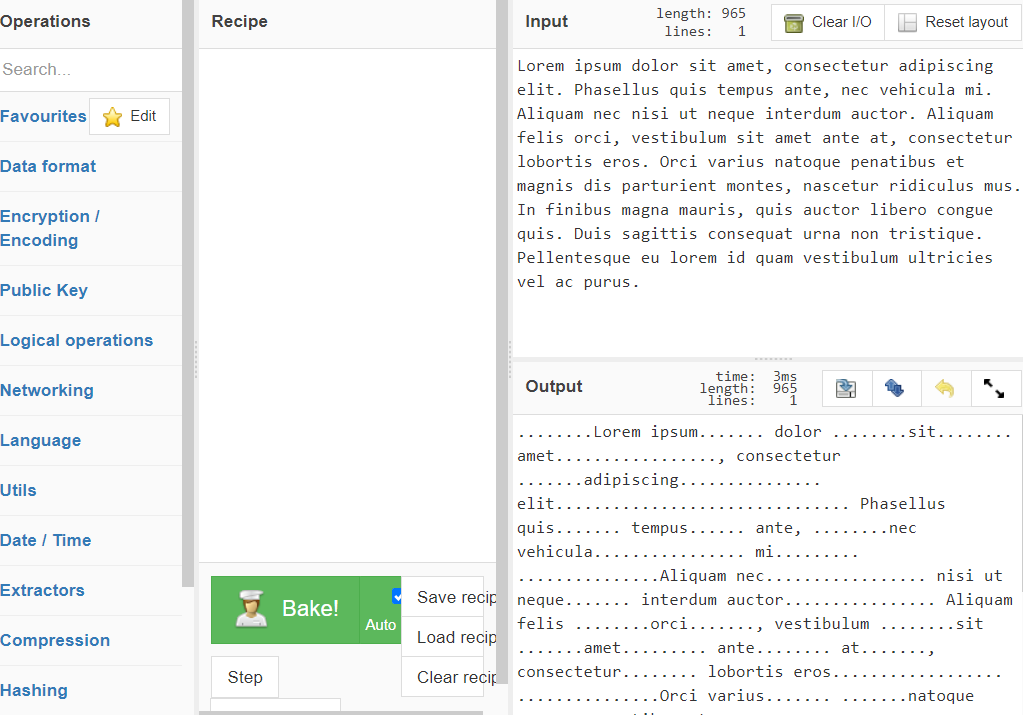 Operations
Search...
Favourites
Edit
Data format
Encryption /
Encoding
Public Key
Logical operations
Networking
Language
Utils
Date / Time
Extractors
Compression
Hashing
Recipe
Bake!
Auto
Save recip
Load recip
Clear recip
Step
Input
length: 965
lines: 1
Clear I/O
Reset layout
Lorem ipsum dolor sit amet, consectetur adipiscing
elit. Phasellus quis tempus ante, nec vehicula mi.
Aliquam nec nisi ut neque interdum auctor. Aliquam
felis orci, vestibulum sit amet ante at, consectetur
lobortis eros. Orci varius natoque penatibus et
magnis dis parturient montes, nascetur ridiculus mus.
In finibus magna mauris, quis auctor libero congue
quis. Duis sagittis consequat urna non tristique.
Pellentesque eu lorem id quam vestibulum ultricies
vel ac purus.
Output
time: 3ms
length: 965
lines: 1
........Lorem ipsum....... dolor ........sit........
amet................., consectetur
.......adipiscing...............
elit............................... Phasellus
quis....... tempus...... ante, ........nec
vehicula................ mi.........
...............Aliquam nec................. nisi ut
neque....... interdum auctor................ Aliquam
felis ........orci......., vestibulum ........sit
.......amet......... ante........ at.......,
consectetur........ lobortis eros..................
...............Orci varius....... .......natoque